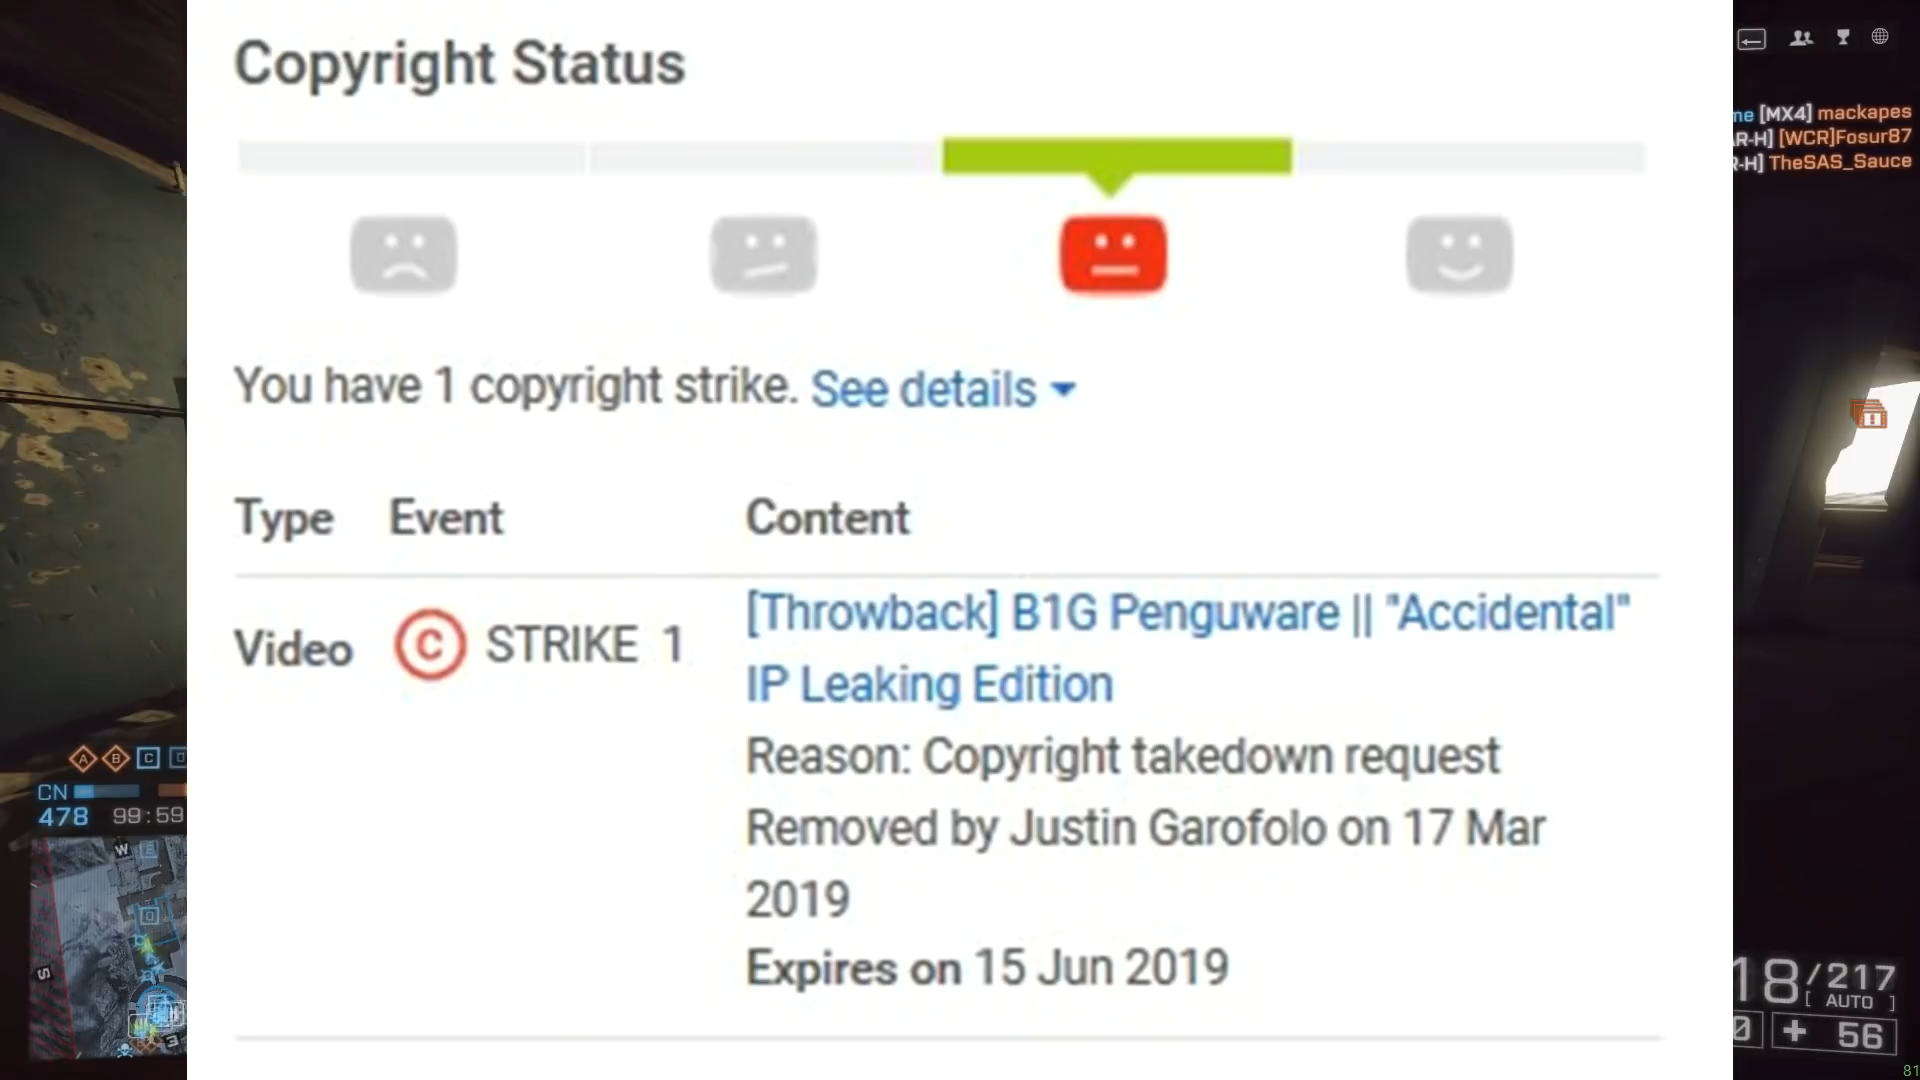 Copyright Status
You have 1 copyright strike. See details
Type Event Content
Video © STRIKE 1
[Throwback] B1G Penguware || "Accidental"
IP Leaking Edition
Reason: Copyright takedown request
Removed by Justin Garofolo on 17 Mar
2019
Expires on 15 Jun 2019
[MX4] mackapes
R-H] [WCR]Fosur87
-H] TheSAS_Sauce
A B C D
CN
478 99:59
W E
D
S
E
18/217
[ AUTO ]
0 + 56
81